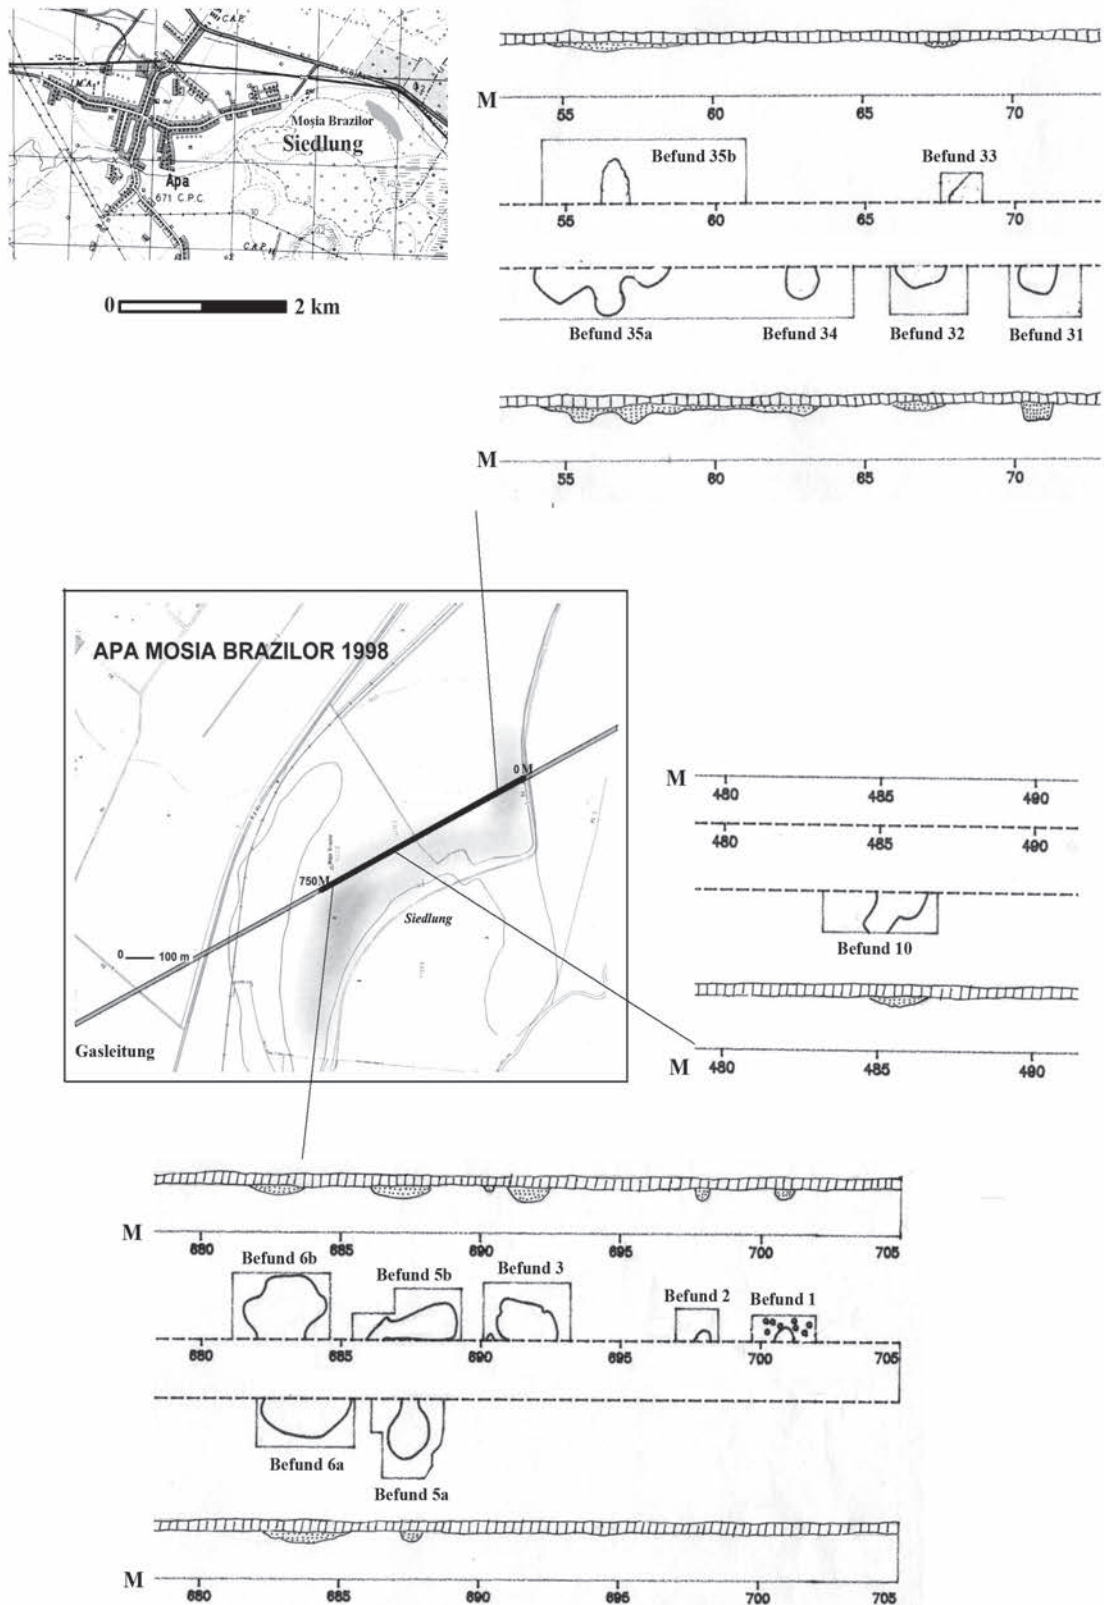 C.A.P.
I.M.A.
Mosia Brazilor
Siedlung
Apa
671 C.P.C.
C.A.P.
0 2 km
M
55 60 65 70
Befund 35b Befund 33
55 60 65 70
Befund 35a Befund 34 Befund 32 Befund 31
M
55 60 65 70
APA MOSIA BRAZILOR 1998
0 M
750M
Siedlung
0 100 m
Gasleitung
M
480 485 490
480 485 490
Befund 10
M
480 485 490
M
680 685 690 695 700 705
Befund 6b Befund 5b Befund 3 Befund 2 Befund 1
680 685 690 695 700 705
Befund 6a
Befund 5a
M
680 685 690 695 700 705